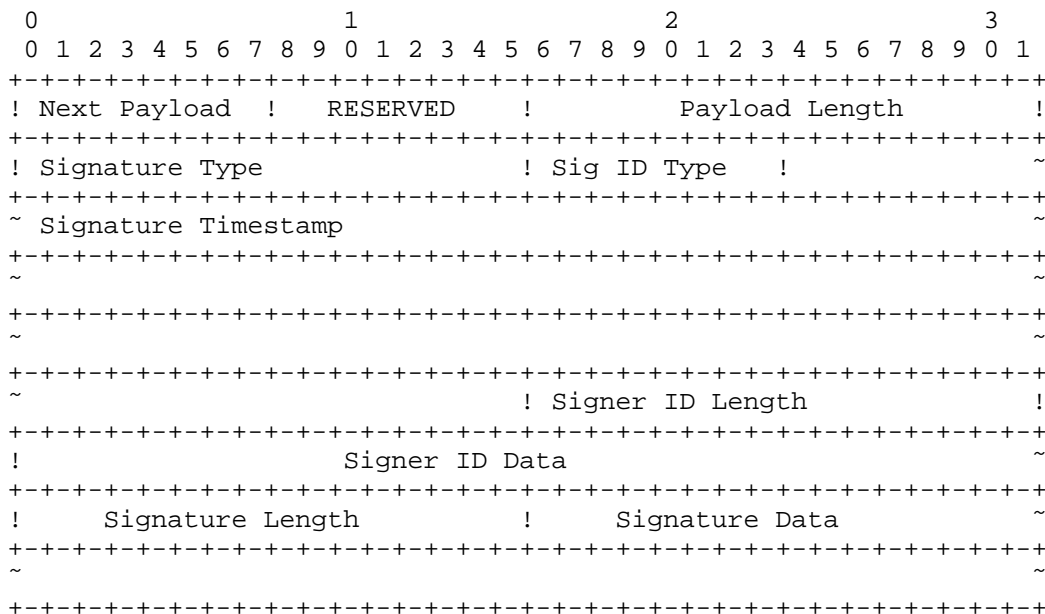 0                   1                   2                   3
 0 1 2 3 4 5 6 7 8 9 0 1 2 3 4 5 6 7 8 9 0 1 2 3 4 5 6 7 8 9 0 1
+-+-+-+-+-+-+-+-+-+-+-+-+-+-+-+-+-+-+-+-+-+-+-+-+-+-+-+-+-+-+-+-+
! Next Payload  !   RESERVED    !         Payload Length        !
+-+-+-+-+-+-+-+-+-+-+-+-+-+-+-+-+-+-+-+-+-+-+-+-+-+-+-+-+-+-+-+-+
! Signature Type                ! Sig ID Type   !               ~
+-+-+-+-+-+-+-+-+-+-+-+-+-+-+-+-+-+-+-+-+-+-+-+-+-+-+-+-+-+-+-+-+
~ Signature Timestamp                                           ~
+-+-+-+-+-+-+-+-+-+-+-+-+-+-+-+-+-+-+-+-+-+-+-+-+-+-+-+-+-+-+-+-+
~                                                               ~
+-+-+-+-+-+-+-+-+-+-+-+-+-+-+-+-+-+-+-+-+-+-+-+-+-+-+-+-+-+-+-+-+
~                                                               ~
+-+-+-+-+-+-+-+-+-+-+-+-+-+-+-+-+-+-+-+-+-+-+-+-+-+-+-+-+-+-+-+-+
~                               ! Signer ID Length              !
+-+-+-+-+-+-+-+-+-+-+-+-+-+-+-+-+-+-+-+-+-+-+-+-+-+-+-+-+-+-+-+-+
!                    Signer ID Data                             ~
+-+-+-+-+-+-+-+-+-+-+-+-+-+-+-+-+-+-+-+-+-+-+-+-+-+-+-+-+-+-+-+-+
!     Signature Length          !     Signature Data            ~
+-+-+-+-+-+-+-+-+-+-+-+-+-+-+-+-+-+-+-+-+-+-+-+-+-+-+-+-+-+-+-+-+
~                                                               ~
+-+-+-+-+-+-+-+-+-+-+-+-+-+-+-+-+-+-+-+-+-+-+-+-+-+-+-+-+-+-+-+-+